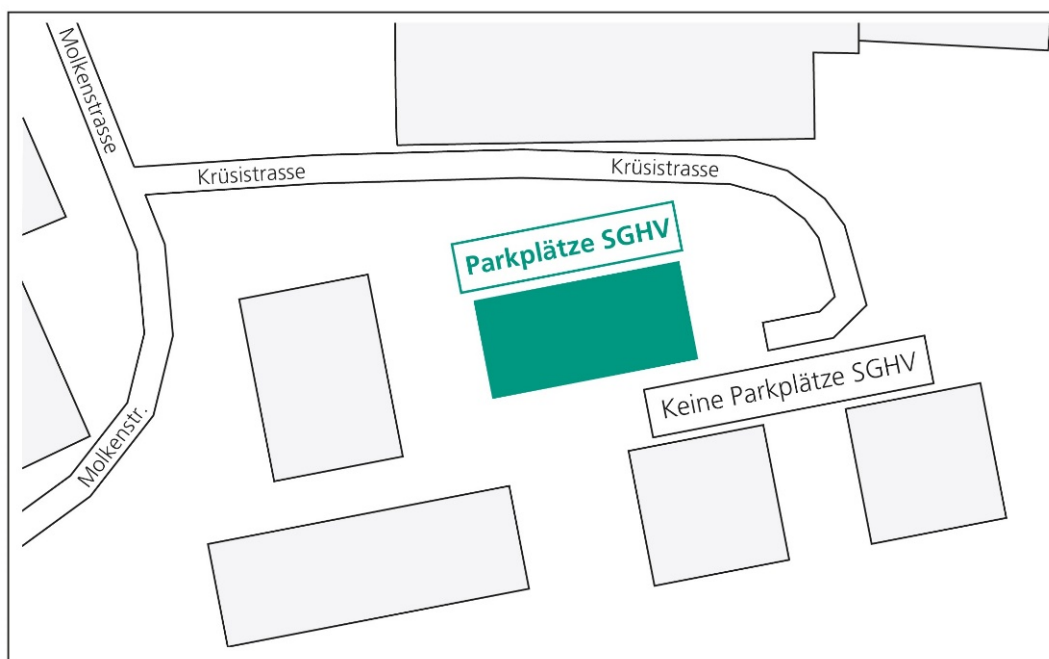 Molkenstrasse
Krüsistrasse
Krüsistrasse
Parkplätze SGHV
Keine Parkplätze SGHV
Molkenstr.